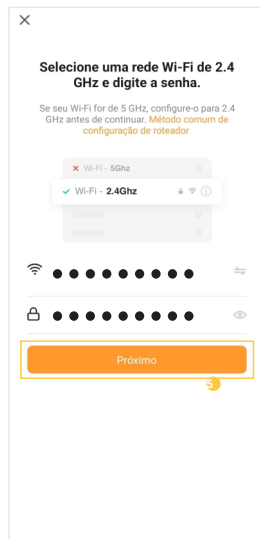 Selecione uma rede Wi-Fi de 2.4
GHz e digite a senha.
Se seu Wi-Fi for de 5 GHz, configure-o para 2.4
GHz antes de continuar. Método comum de
configuração de roteador
Wi-Fi - 5Ghz
Wi-Fi - 2.4Ghz
Próximo
5